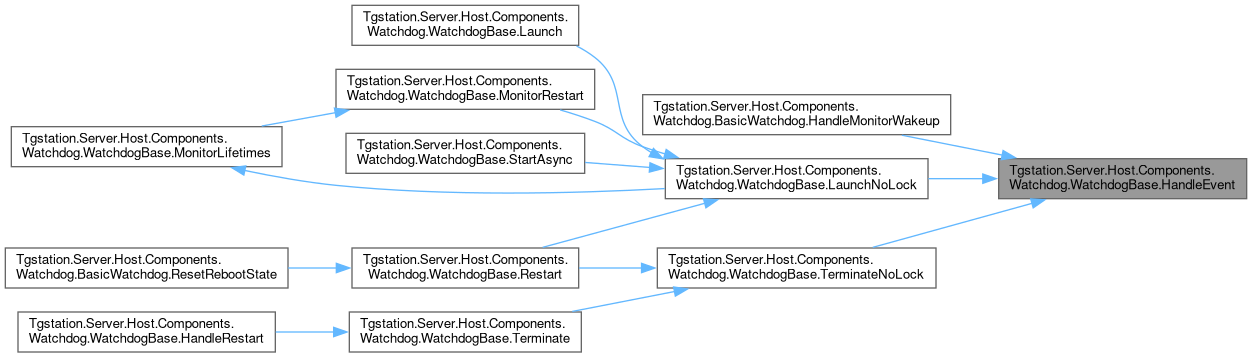 Tgstation.Server.Host.Components.
Watchdog.WatchdogBase.Launch
Tgstation.Server.Host.Components.
Watchdog.WatchdogBase.MonitorRestart
Tgstation.Server.Host.Components.
Watchdog.BasicWatchdog.HandleMonitorWakeup
Tgstation.Server.Host.Components.
Watchdog.WatchdogBase.MonitorLifetimes
Tgstation.Server.Host.Components.
Watchdog.WatchdogBase.StartAsync
Tgstation.Server.Host.Components.
Watchdog.WatchdogBase.LaunchNoLock
Tgstation.Server.Host.Components.
Watchdog.WatchdogBase.HandleEvent
Tgstation.Server.Host.Components.
Watchdog.BasicWatchdog.ResetRebootState
Tgstation.Server.Host.Components.
Watchdog.WatchdogBase.Restart
Tgstation.Server.Host.Components.
Watchdog.WatchdogBase.TerminateNoLock
Tgstation.Server.Host.Components.
Watchdog.WatchdogBase.HandleRestart
Tgstation.Server.Host.Components.
Watchdog.WatchdogBase.Terminate